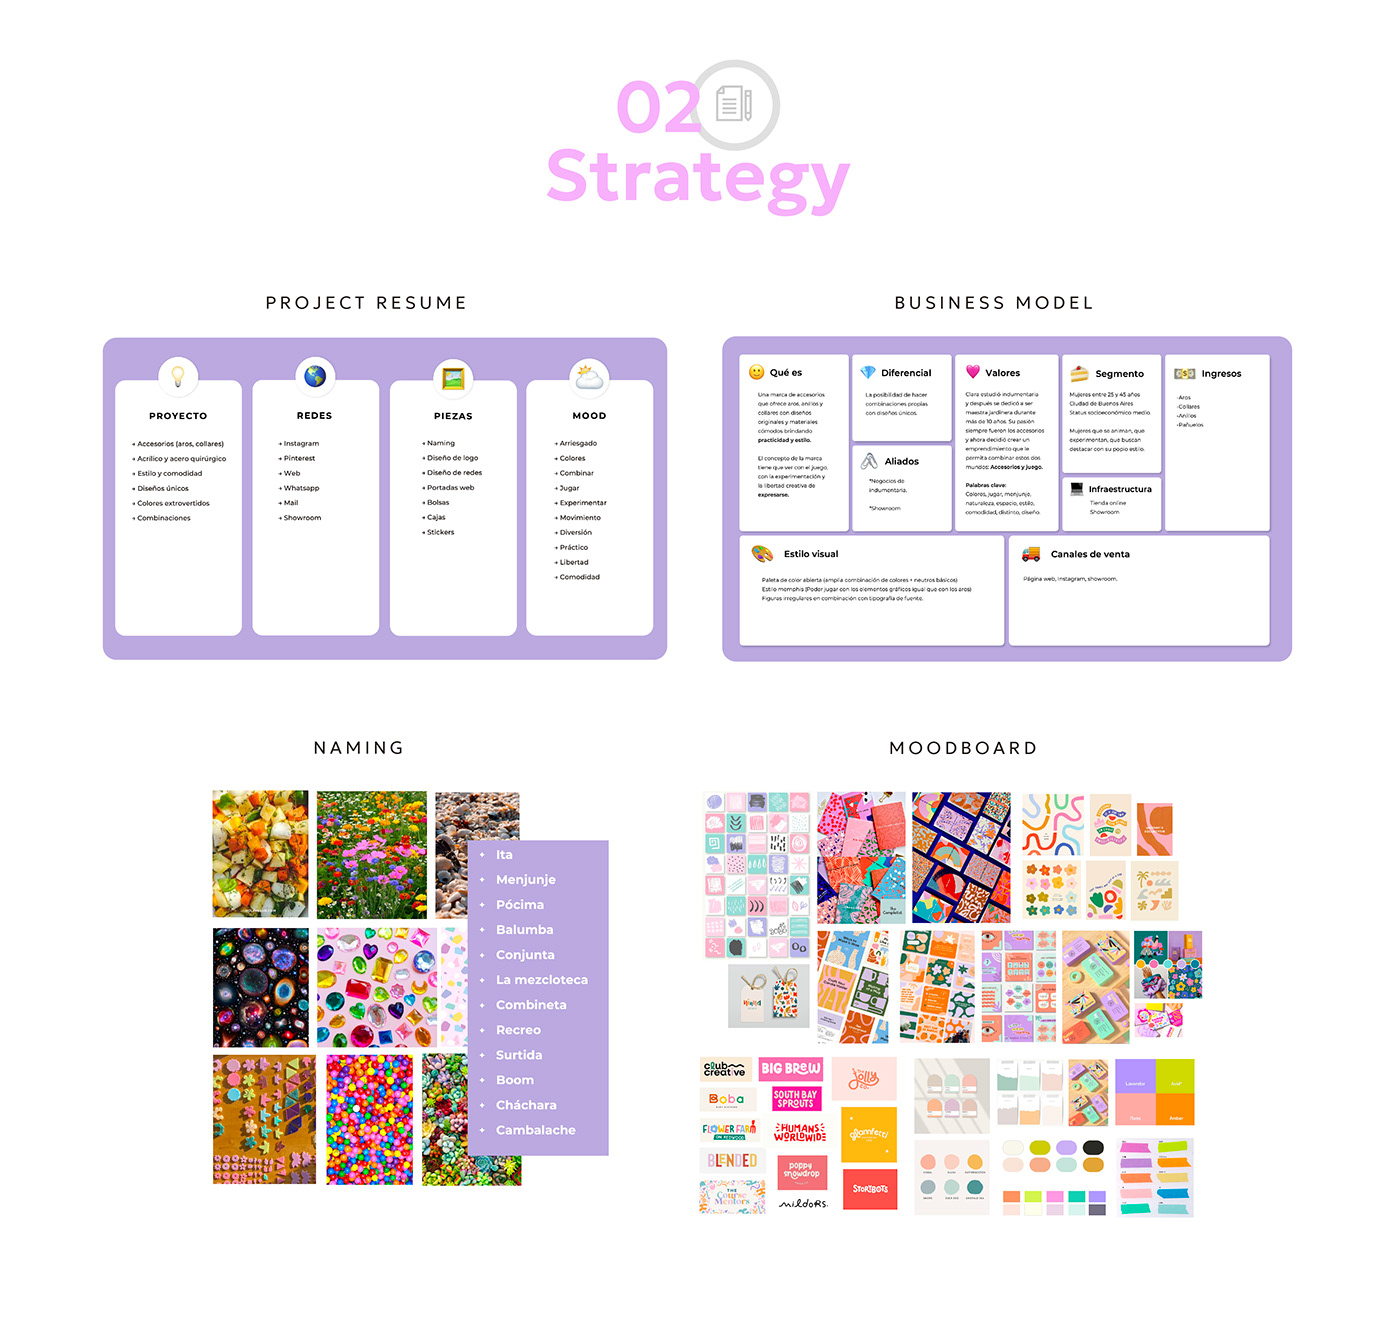 02
Strategy
PROJECT RESUME
PROYECTO
+ Accesorios (aros, collares)
+ Acrílico y acero quirúrgico
+ Estilo y comodidad
+ Diseños únicos
+ Colores extrovertidos
+ Combinaciones
REDES
+ Instagram
+ Pinterest
+ Web
+ Whatsapp
+ Mail
+ Showroom
PIEZAS
+ Naming
+ Diseño de logo
+ Diseño de redes
+ Portadas web
+ Bolsas
+ Cajas
+ Stickers
MOOD
+ Arriesgado
+ Colores
+ Combinar
+ Jugar
+ Experimentar
+ Movimiento
+ Diversión
+ Práctico
+ Libertad
+ Comodidad
BUSINESS MODEL
Qué es
Una marca de accesorios
que ofrece aros, anillos y
collares con diseños
originales y materiales
cómodos brindando
practicidad y estilo.
El concepto de la marca
tiene que ver con el juego,
con la experimentación y
la libertad creativa de
expresarse.
Diferencial
La posibilidad de hacer
combinaciones propias
con diseños únicos.
Aliados
*Negocios de
indumentaria.
*Showroom
Valores
Clara estudió indumentaria
y después se dedicó a ser
maestra jardinera durante
más de 10 años. Su pasión
siempre fueron los accesorios
y ahora decidió crear un
emprendimiento que le
permita combinar estos dos
mundos: Accesorios y juego.
Palabras clave:
Colores, jugar, menjunje,
naturaleza, espacio, estilo,
comodidad, distinto, diseño.
Segmento
Mujeres entre 25 y 45 años
Ciudad de Buenos Aires
Status socioeconómico medio.
Mujeres que se animan, que
experimentan, que buscan
destacar con su propio estilo.
Infraestructura
Tienda online
Showroom
Ingresos
-Aros
-Collares
-Anillos
-Pañuelos
Estilo visual
Paleta de color abierta (amplia combinación de colores + neutros básicos)
Estilo momphis (Poder jugar con los elementos gráficos igual que con los aros)
Figuras irregulares en combinación con tipografía de fuente.
Canales de venta
Página web, Instagram, showroom.
NAMING
+ Ita
+ Menjunje
+ Pócima
+ Balumba
+ Conjunta
+ La mezcloteca
+ Combineta
+ Recreo
+ Surtida
+ Boom
+ Cháchara
+ Cambalache
MOODBOARD
club
creative
BIG BREW
the
Jolly
co.
Boba
SOUTH BAY
SPROUTS
FLOWER FARM
ON REDWOOD
HUMANS
WORLDWIDE
glamfetti
BLENDED
poppy
snowdrop
STORYBOTS
THE
Course
Mentors
mildoRs.
Lavanda
Amber